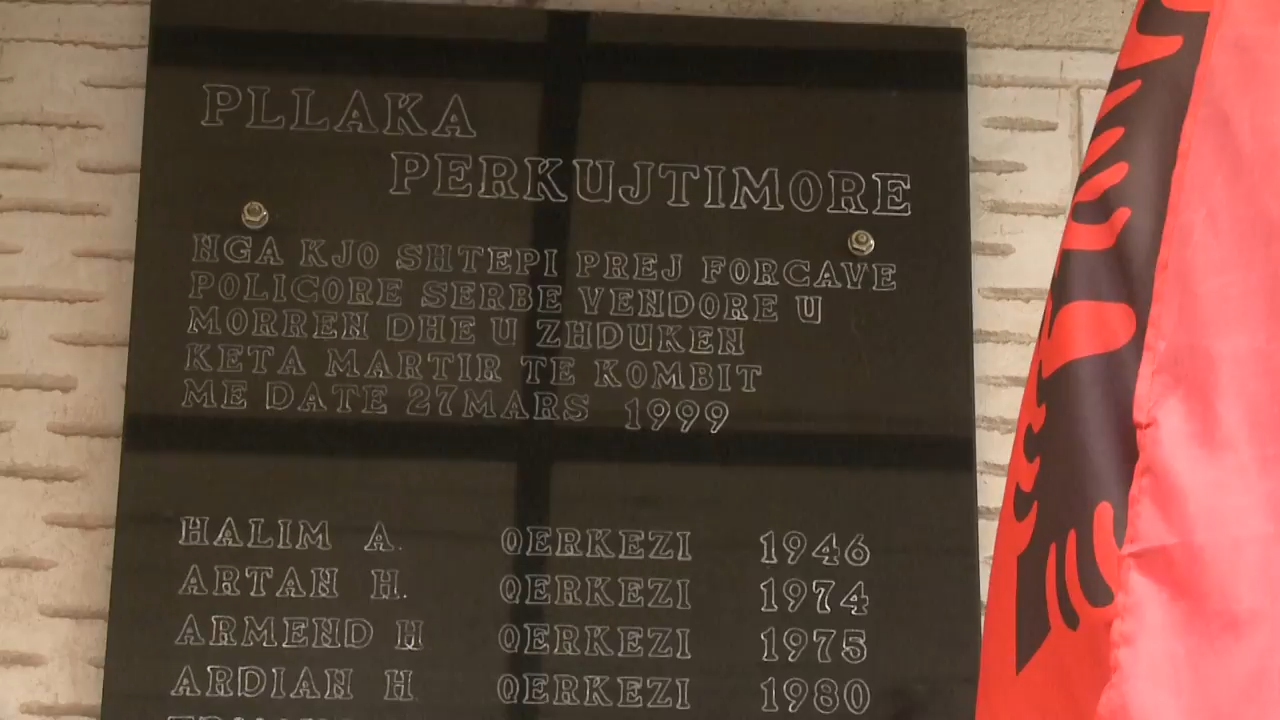 PLLAKA
PERKUJTIMORE
NGA KJO SHTEPI PREJ FORCAVE
POLICORE SERBE VENDORE U
MORREN DHE U ZHDUKEN
KETA MARTIR TE KOMBIT
ME DATE 27MARS 1999
HALIM A. QERKEZI 1946
ARTAN H. QERKEZI 1974
ARMEND H QERKEZI 1975
ARDIAN H QERKEZI 1980